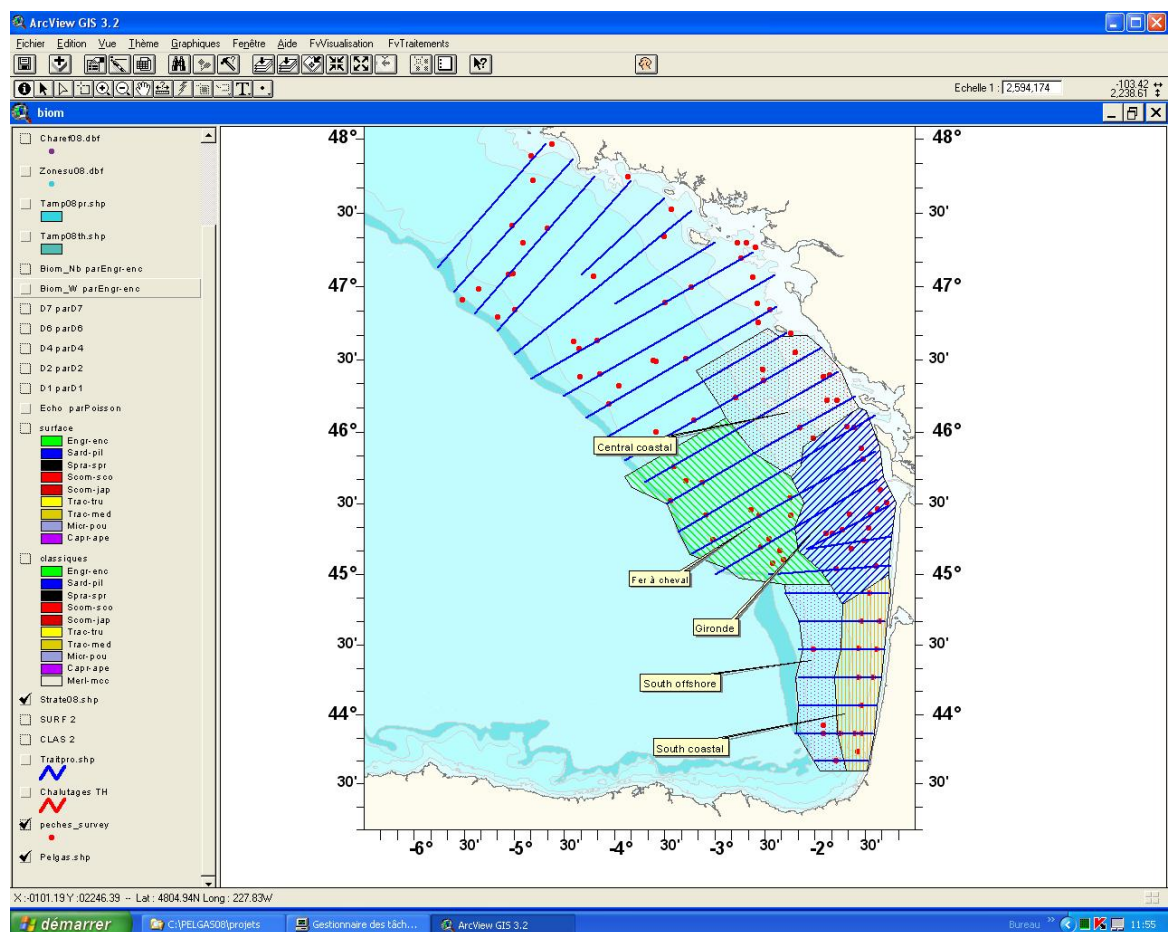 ArcView GIS 3.2
Fichier Edition Vue Thème Graphiques Fenêtre Aide FvVisualisation FvTraitements
Echelle 1 : 2,594,174
-103.42
2,238.61
biom
Charef08.dbf
Zonesu08.dbf
Tamp08pr.shp
Tamp08th.shp
Biom_Nb parEngr-enc
Biom_W parEngr-enc
D7 parD7
D6 parD6
D4 parD4
D2 parD2
D1 parD1
Echo parPoisson
surface
Engr-enc
Sard-pil
Spra-spr
Scom-sco
Scom-jap
Trac-tru
Trac-med
Micr-pou
Capr-ape
classiques
Engr-enc
Sard-pil
Spra-spr
Scom-sco
Scom-jap
Trac-tru
Trac-med
Micr-pou
Capr-ape
Merl-mcc
Strate08.shp
SURF 2
CLAS 2
Traitpro.shp
Chalutages TH
peches_survey
Pelgas.shp
48° 48°
30' 30'
47° 47°
30' 30'
46° 46°
Central coastal
30' 30'
45° 45°
Fer à cheval
Gironde
30' 30'
South offshore
44° 44°
South coastal
30' 30'
-6° 30' -5° 30' -4° 30' -3° 30' -2° 30'
X:-0101.19 Y:02246.39 - Lat : 4804.94N Long : 227.83W
démarrer C:\PELGAS08\projets Gestionnaire des tâch... ArcView GIS 3.2 Bureau » 11:55